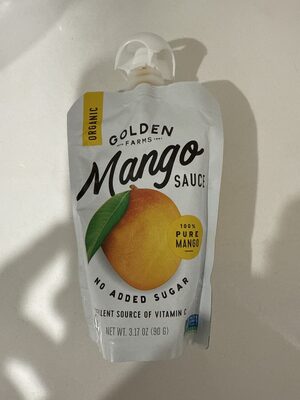 ORGANIC
GOLDEN
FARMS
Mango
SAUCE
100%
PURE
MANGO
NO ADDED SUGAR
LLENT SOURCE OF VITAMIN C
NET WT. 3.17 OZ (90 G)